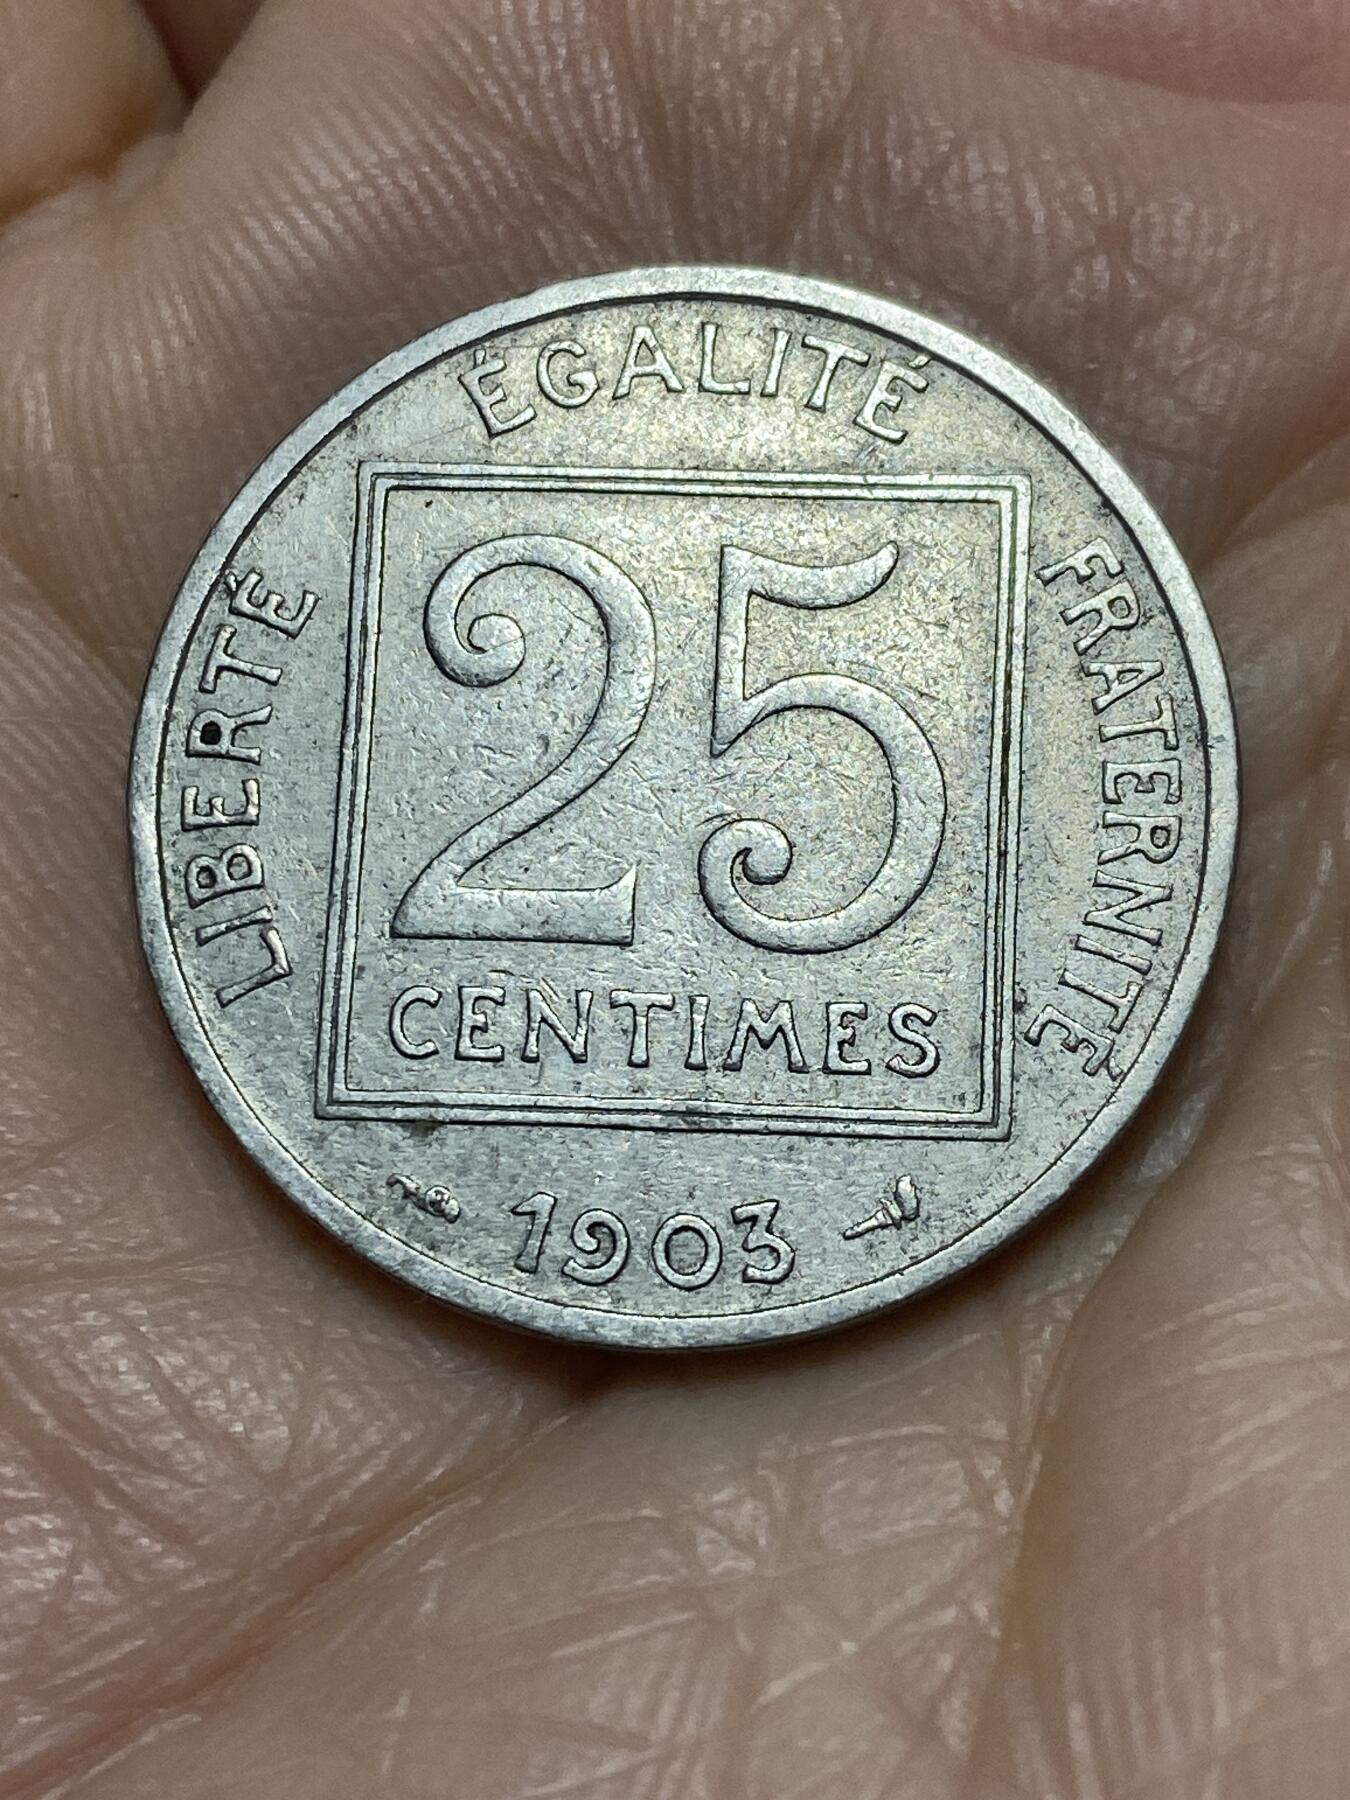 ÉGALITÉ
LIBERTÉ
FRATERNITÉ
25
CENTIMES
1903